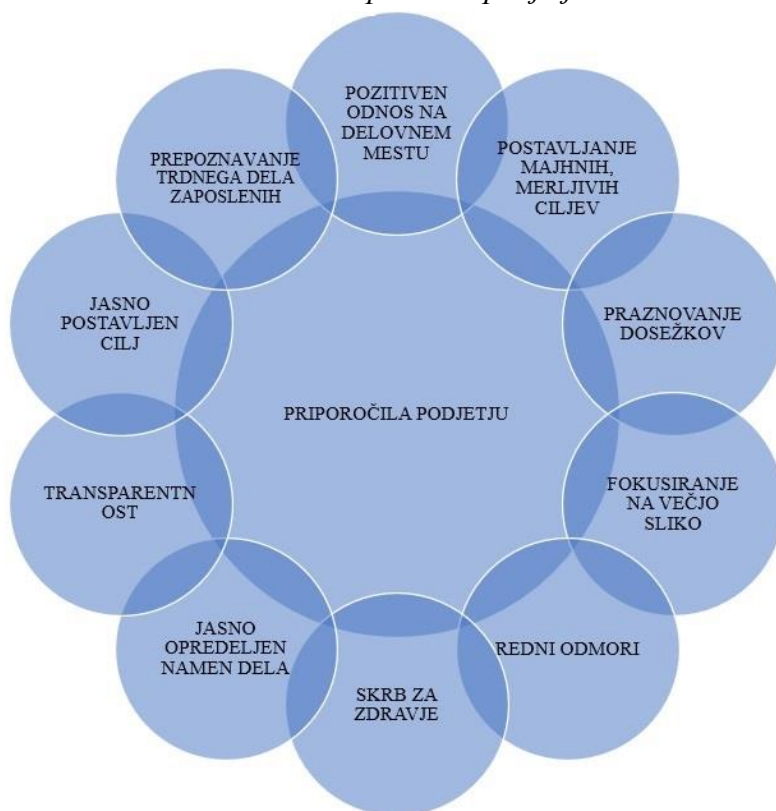 POZITIVEN
ODNOS NA
DELOVNEM
MESTU
POSTAVLJANJE
MAJHNIH,
MERLJIVIH
CILJEV
PRAZNOVANJE
DOSEŽKOV
FOKUSIRANJE
NA VEČJO
SLIKO
REDNI ODMORI
SKRB ZA
ZDRAVJE
JASNO
OPREDELJEN
NAMEN DELA
TRANSPARENTN
OST
JASNO
POSTAVLJEN
CILJ
PREPOZNAVANJE
TRDNEGA DELA
ZAPOSLENIH
PRIPOROČILA PODJETJU